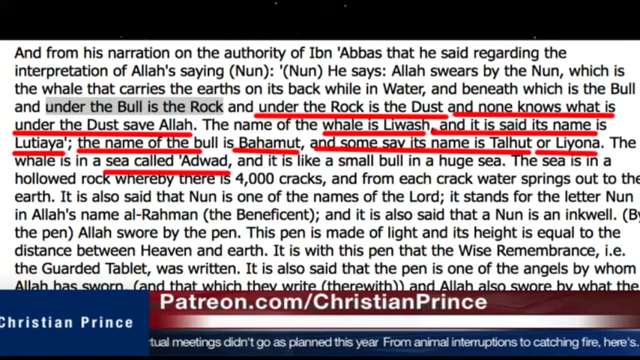 And from his narration on the authority of Ibn 'Abbas that he said regarding the
interpretation of Allah's saying (Nun): '(Nun) He says: Allah swears by the Nun, which is
the whale that carries the earths on its back while in Water, and beneath which is the Bull
and under the Bull is the Rock and under the Rock is the Dust and none knows what is
under the Dust save Allah. The name of the whale is Liwash, and it is said its name is
Lutiaya'; the name of the bull is Bahamut, and some say its name is Talhut or Liyona. The
whale is in a sea called 'Adwad, and it is like a small bull in a huge sea. The sea is in a
hollowed rock whereby there is 4,000 cracks, and from each crack water springs out to the
earth. It is also said that Nun is one of the names of the Lord; it stands for the letter Nun
in Allah's name al-Rahman (the Beneficent); and it is also said that a Nun is an inkwell. (By
the pen) Allah swore by the pen. This pen is made of light and its height is equal to the
distance between Heaven and earth. It is with this pen that the Wise Remembrance, i.e.
the Guarded Tablet, was written. It is also said that the pen is one of the angels by whom
Allah has sworn, (and that which they write (therewith)) and Allah also swore by what the
Patreon.com/ChristianPrince
Christian Prince
rtual meetings didn't go as planned this year From animal interruptions to catching fire, here's.